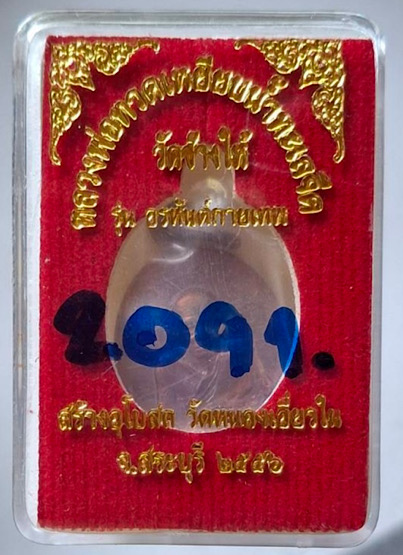 หลวงพ่อทวดเหยียบน้ำทะเลจืด
วัดช้างให้
รุ่น อรหันต์กายเทพ
สร้างอุโบสถ วัดหนองเขียวใน
จ.สระบุรี ๒๕๕๖